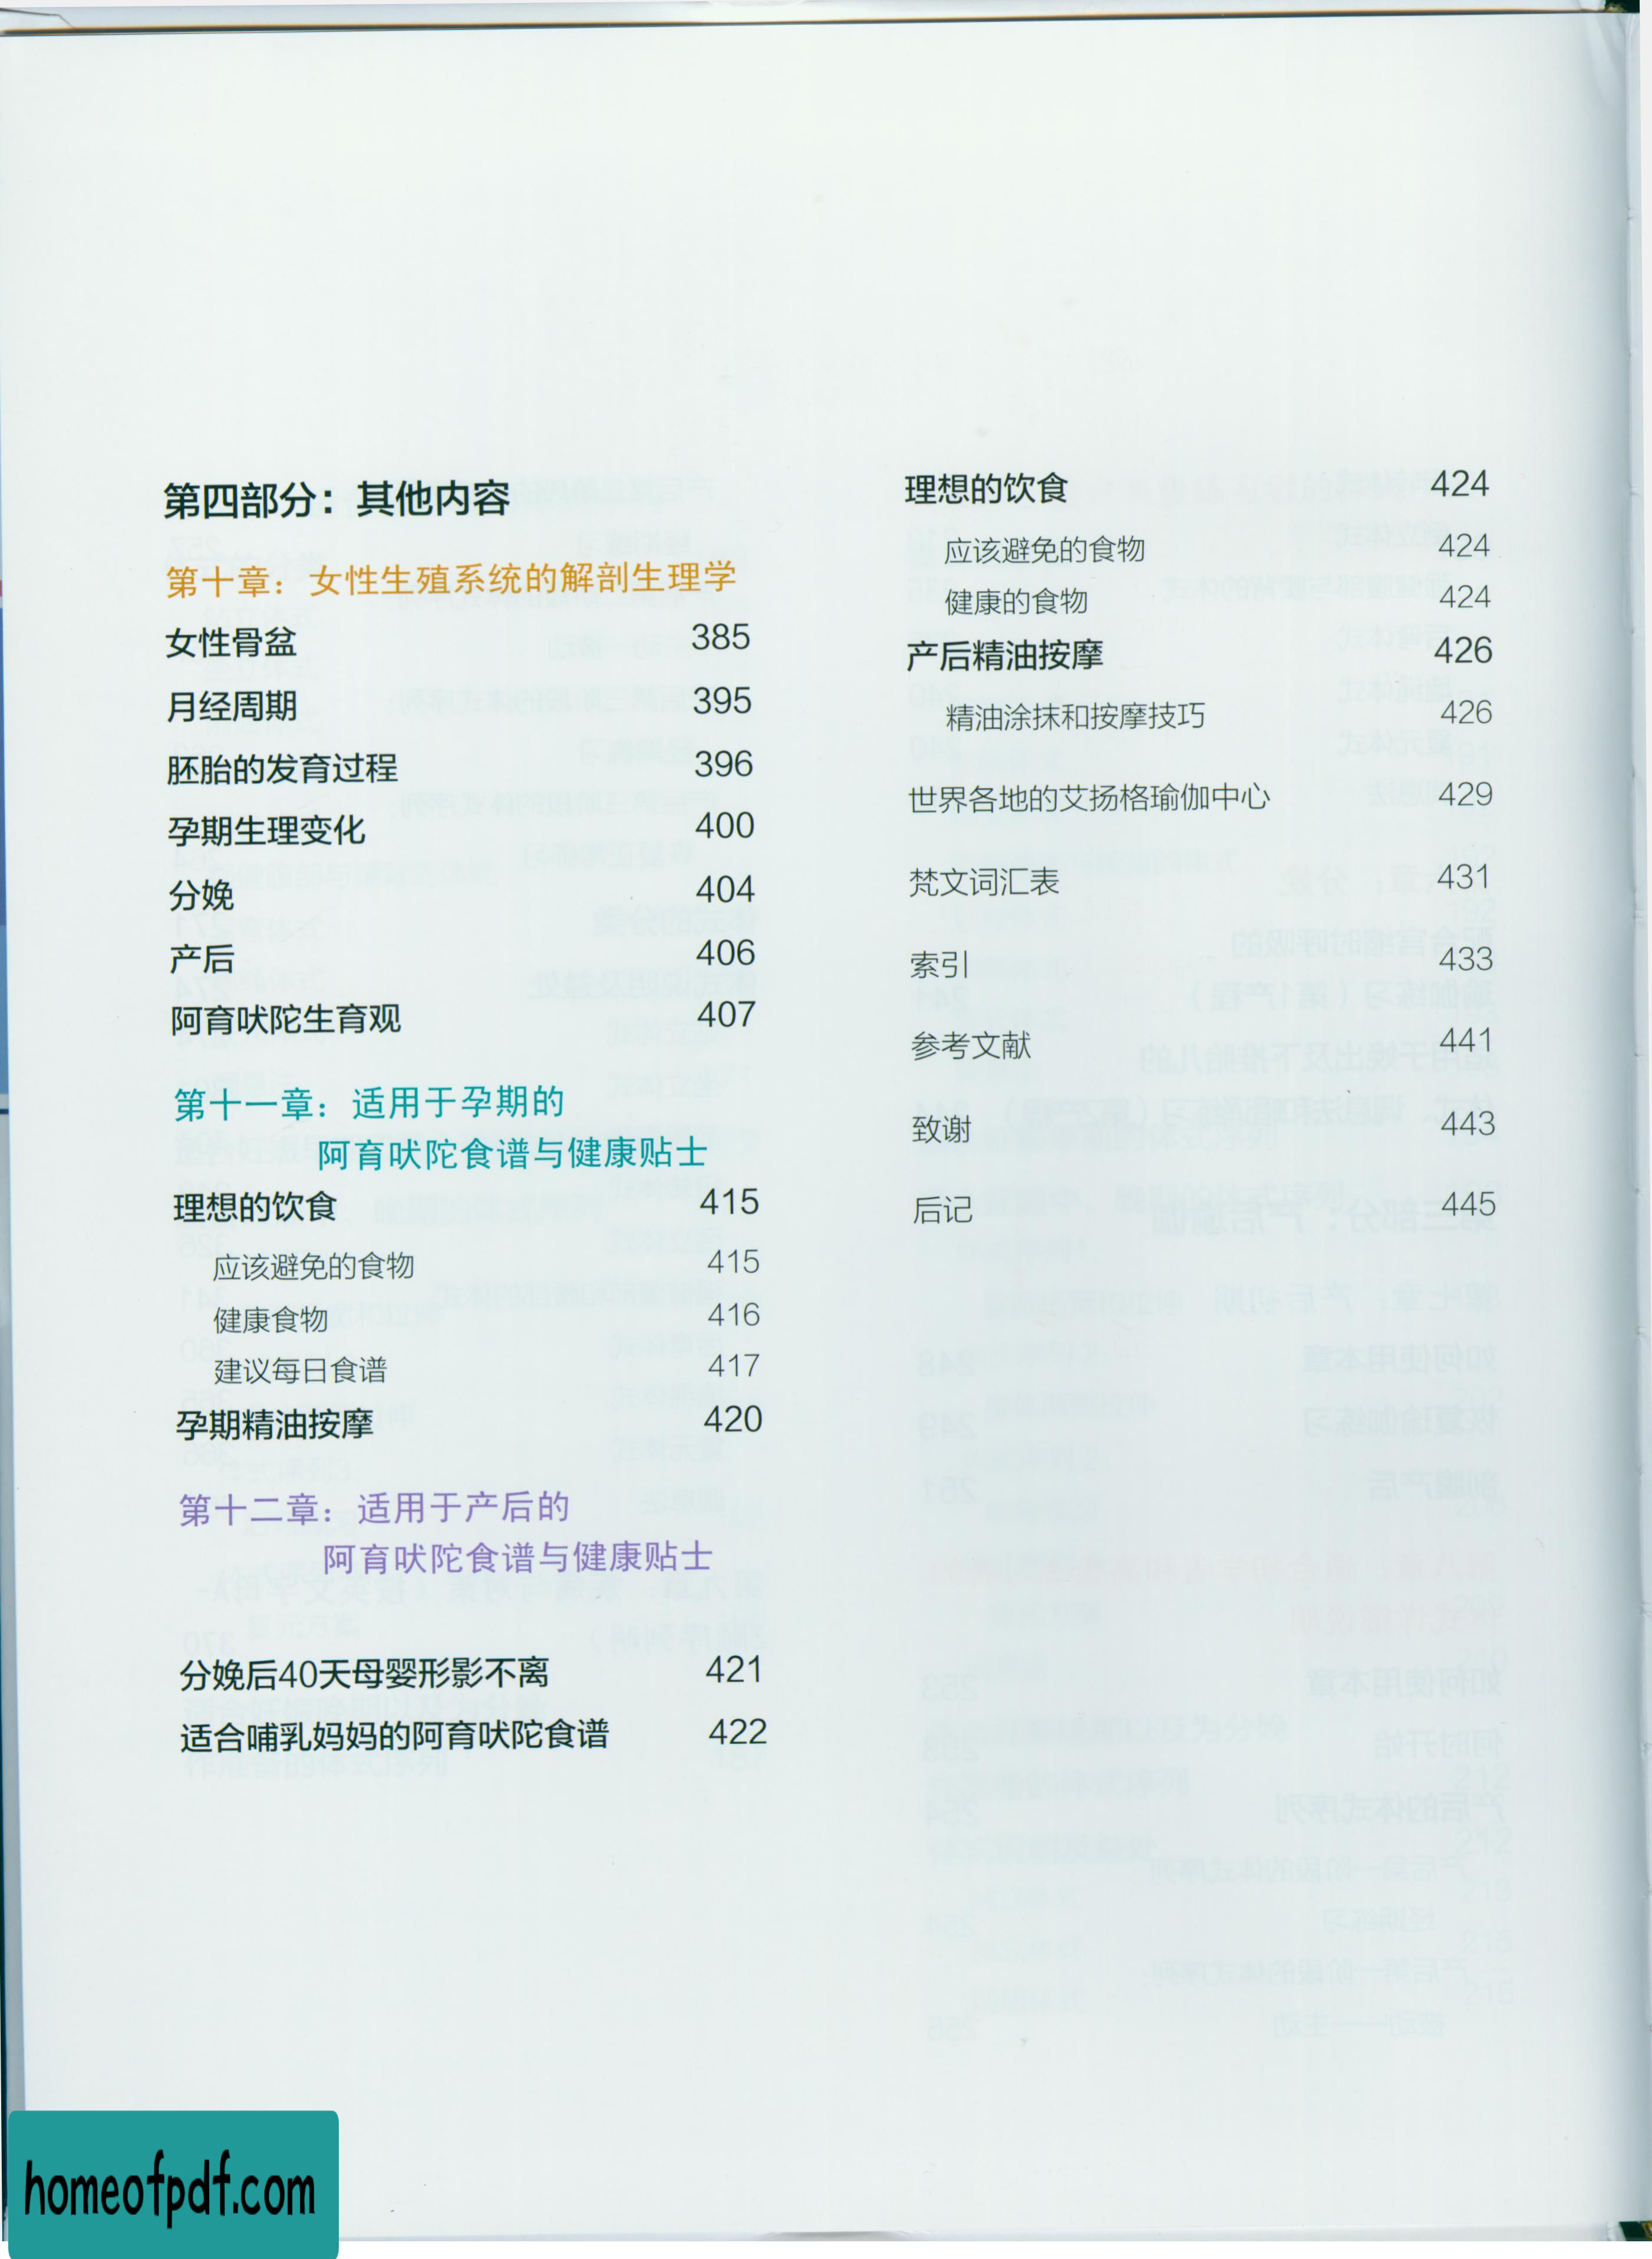 第四部分：其他内容
第十章：女性生殖系统的解剖生理学
女性骨盆 385
月经周期 395
胚胎的发育过程 396
孕期生理变化 400
分娩 404
产后 406
阿育吠陀生育观 407
第十一章：适用于孕期的
阿育吠陀食谱与健康贴士
理想的饮食 415
应该避免的食物 415
健康食物 416
建议每日食谱 417
孕期精油按摩 420
第十二章：适用于产后的
阿育吠陀食谱与健康贴士
分娩后40天母婴形影不离 421
适合哺乳妈妈的阿育吠陀食谱 422
理想的饮食 424
应该避免的食物 424
健康的食物 424
产后精油按摩 426
精油涂抹和按摩技巧 426
世界各地的艾扬格瑜伽中心 429
梵文词汇表 431
索引 433
参考文献 441
致谢 443
后记 445
homeofpdf.com